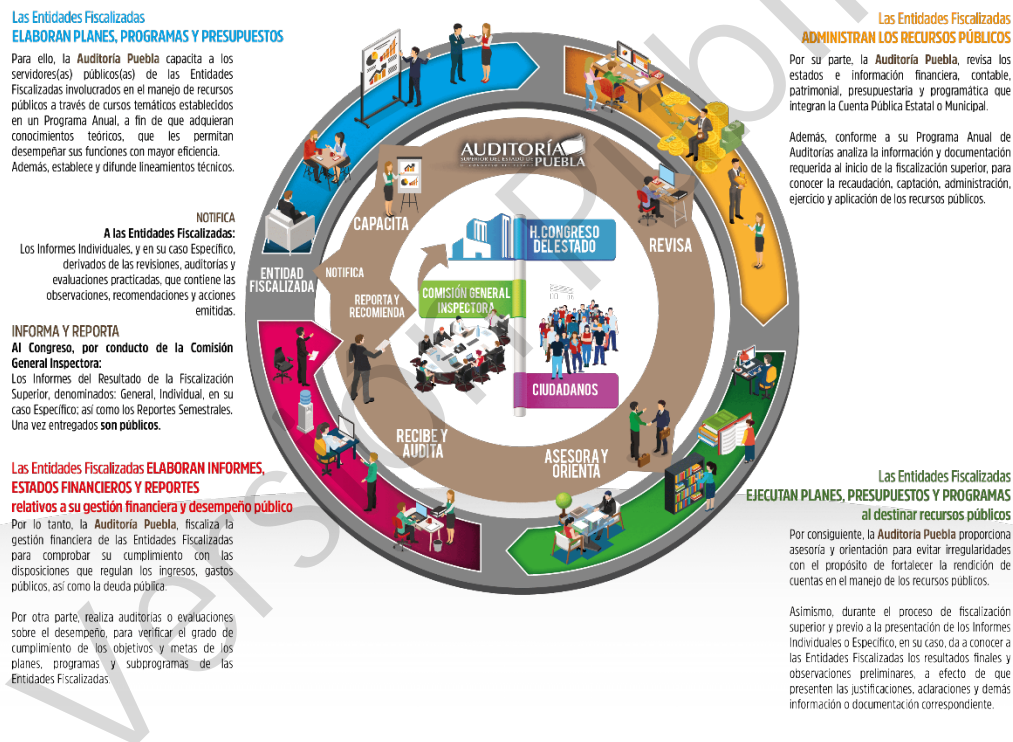 Las Entidades Fiscalizadas
ELABORAN PLANES, PROGRAMAS Y PRESUPUESTOS
Para ello, la Auditoría Puebla capacita a los
servidores(as) públicos(as) de las Entidades
Fiscalizadas involucrados en el manejo de recursos
públicos a través de cursos temáticos establecidos
en un Programa Anual, a fin de que adquieran
conocimientos teóricos, que les permitan
desempeñar sus funciones con mayor eficiencia.
Además, establece y difunde lineamientos técnicos.
NOTIFICA
A las Entidades Fiscalizadas:
Los Informes Individuales, y en su caso Específico,
derivados de las revisiones, auditorías y
evaluaciones practicadas, que contiene las
observaciones, recomendaciones y acciones
emitidas.
INFORMA Y REPORTA
Al Congreso, por conducto de la Comisión
General Inspectora:
Los Informes del Resultado de la Fiscalización
Superior, denominados: General, Individual, en su
caso Específico; así como los Reportes Semestrales.
Una vez entregados son públicos.
Las Entidades Fiscalizadas ELABORAN INFORMES,
ESTADOS FINANCIEROS Y REPORTES
relativos a su gestión financiera y desempeño público
Por lo tanto, la Auditoría Puebla, fiscaliza la
gestión financiera de las Entidades Fiscalizadas
para comprobar su cumplimiento con las
disposiciones que regulan los ingresos, gastos
públicos, así como la deuda pública.
Por otra parte, realiza auditorias o evaluaciones
sobre el desempeño, para verificar el grado de
cumplimiento de los objetivos y metas de los
planes, programas y subprogramas de las
Entidades Fiscalizadas.
AUDITORÍA
SUPERIOR DEL ESTADO DE
PUEBLA
CAPACITA
REVISA
ENTIDAD
FISCALIZADA
NOTIFICA
REPORTA Y
RECOMIENDA
H. CONGRESO
DEL ESTADO
COMISIÓN GENERAL
INSPECTORA
CIUDADANOS
RECIBE Y
AUDITA
ASESORA Y
ORIENTA
Las Entidades Fiscalizadas
ADMINISTRAN LOS RECURSOS PÚBLICOS
Por su parte, la Auditoría Puebla, revisa los
estados e información financiera, contable,
patrimonial, presupuestaria y programática que
integran la Cuenta Pública Estatal o Municipal.
Además, conforme a su Programa Anual de
Auditorías analiza la información y documentación
requerida al inicio de la fiscalización superior, para
conocer la recaudación, captación, administración,
ejercicio y aplicación de los recursos públicos.
Las Entidades Fiscalizadas
EJECUTAN PLANES, PRESUPUESTOS Y PROGRAMAS
al destinar recursos públicos
Por consiguiente, la Auditoría Puebla proporciona
asesoría y orientación para evitar irregularidades
con el propósito de fortalecer la rendición de
cuentas en el manejo de los recursos públicos.
Asimismo, durante el proceso de fiscalización
superior y previo a la presentación de los Informes
Individuales o Específico, en su caso, da a conocer a
las Entidades Fiscalizadas los resultados finales y
observaciones preliminares, a efecto de que
presenten las justificaciones, aclaraciones y demás
información o documentación correspondiente.